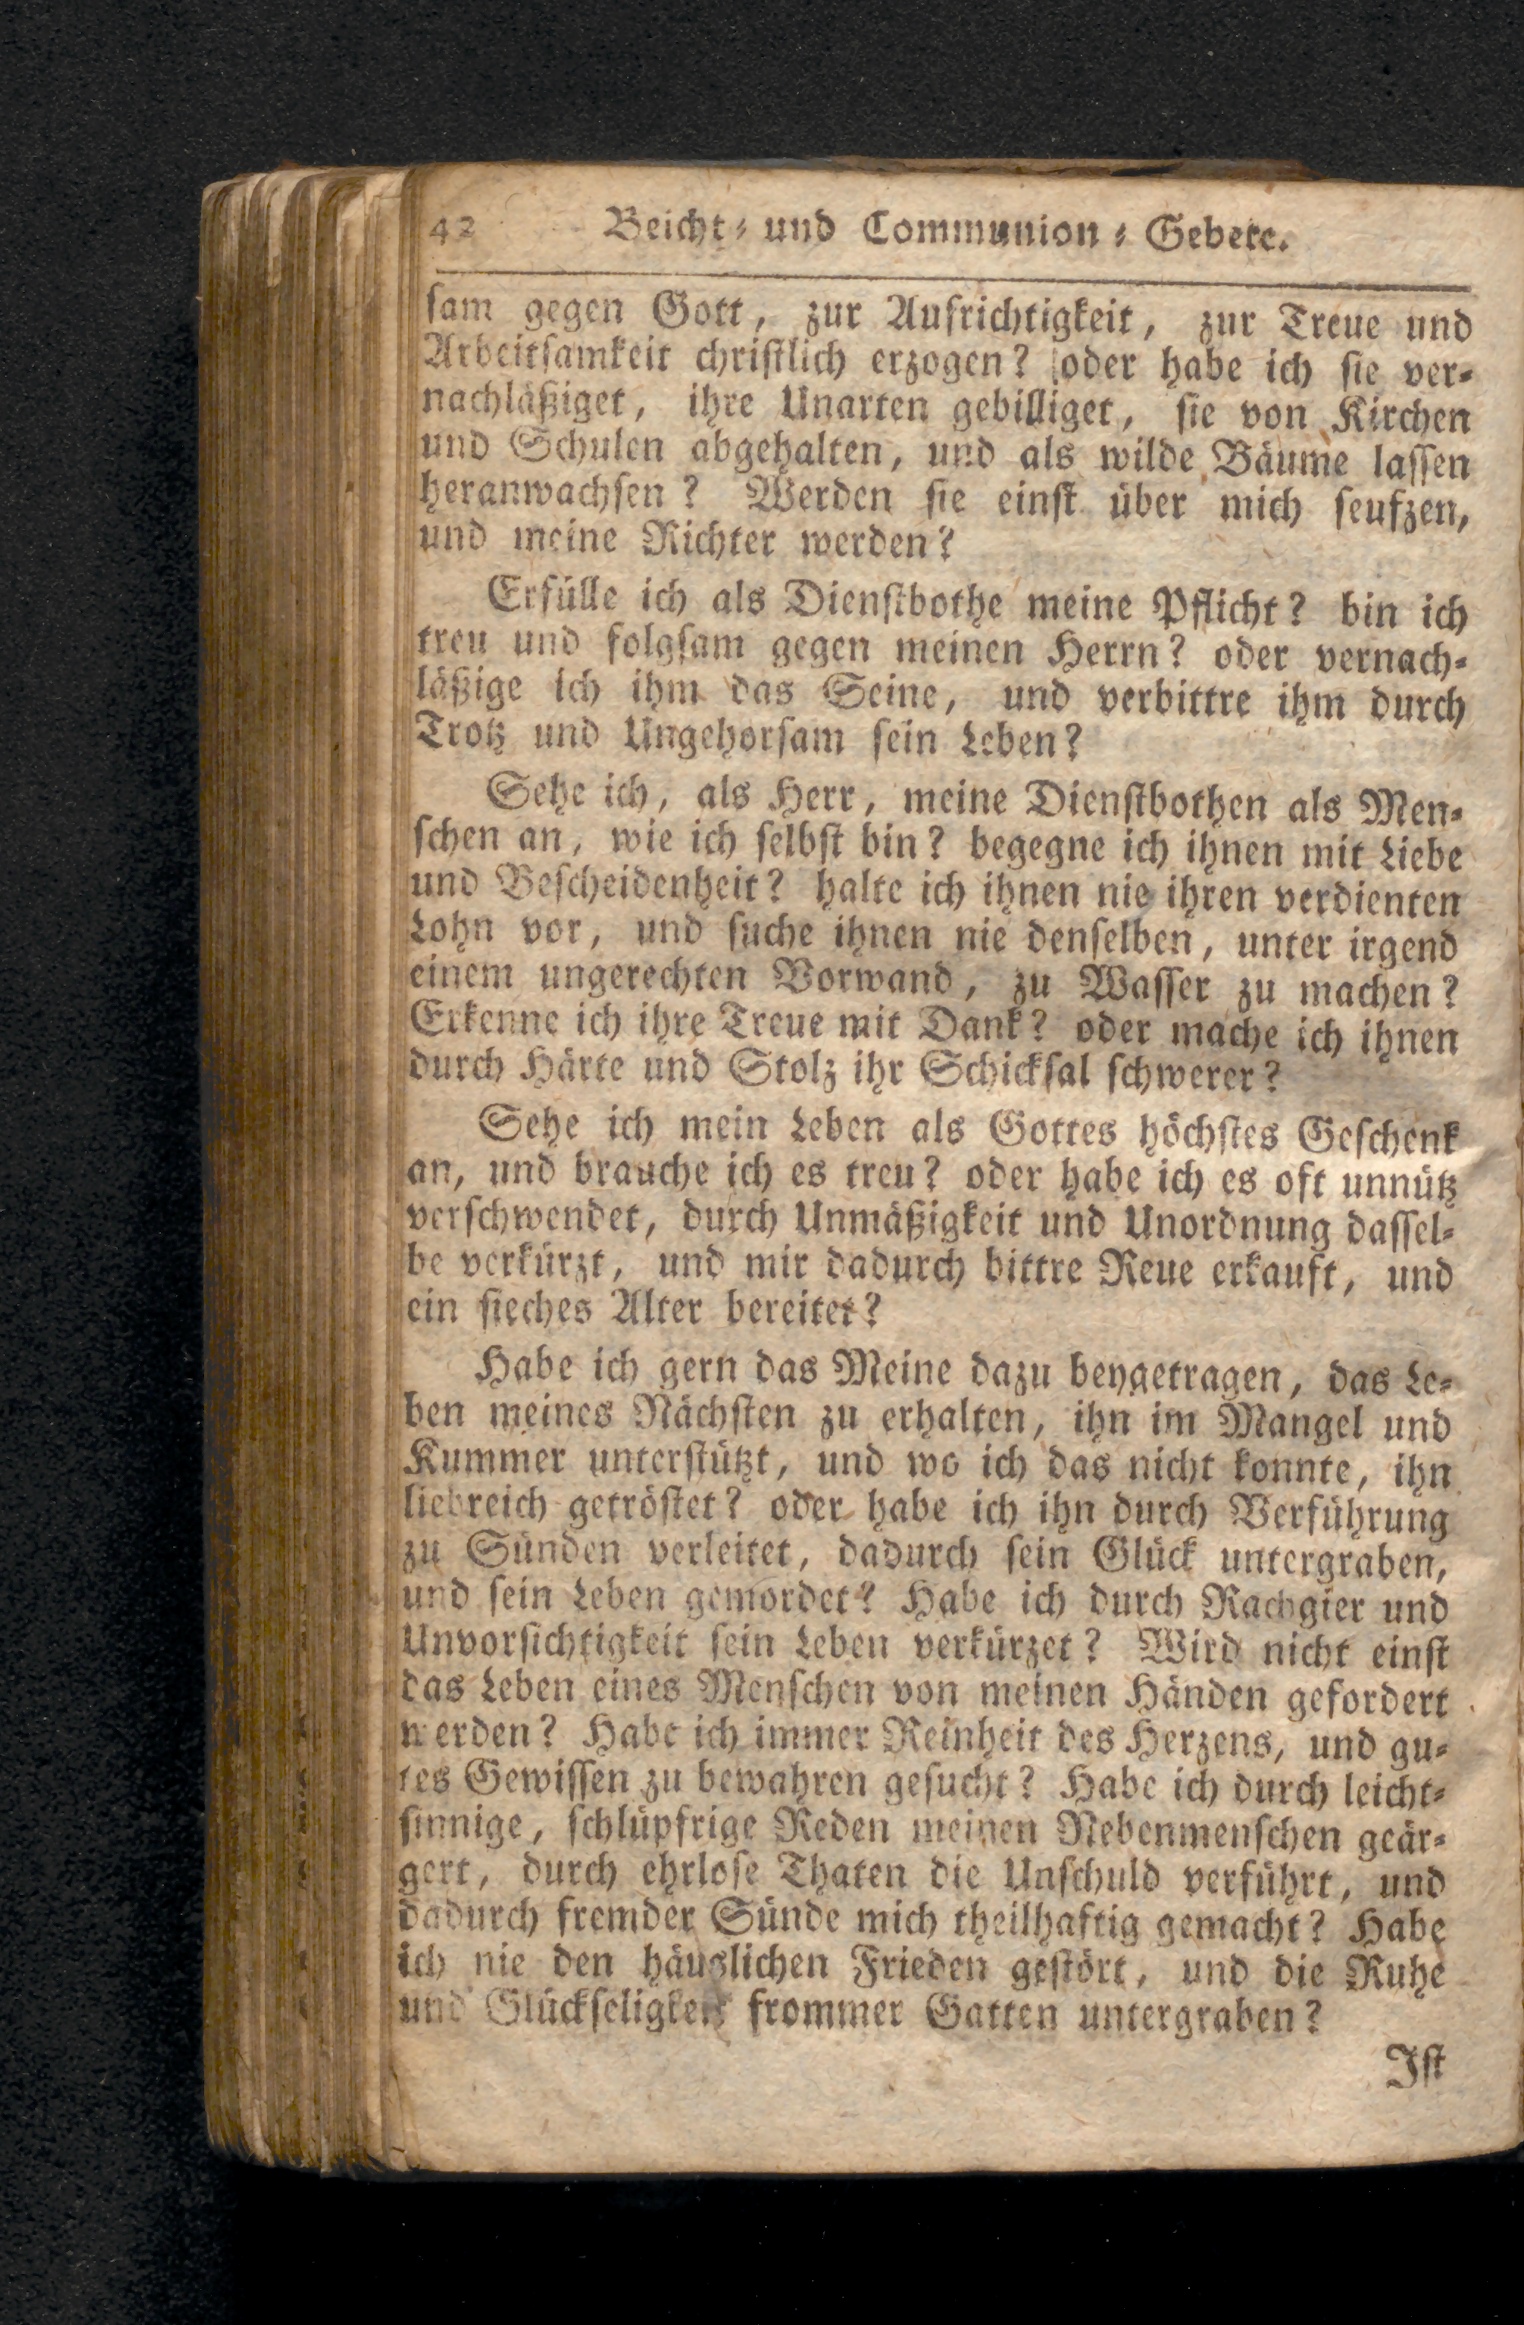 42 Beicht- und Communion-Gebete.
sam gegen Gott, zur Aufrichtigkeit, zur Treue und
Arbeitsamkeit christlich erzogen? oder habe ich sie ver-
nachläßiget, ihre Unarten gebilliget, sie von Kirchen
und Schulen abgehalten, und als wilde Bäume lassen
heranwachsen? Werden sie einst über mich seufzen,
und meine Richter werden?
Erfülle ich als Dienstbothe meine Pflicht? bin ich
treu und folgsam gegen meinen Herrn? oder vernach-
läßige ich ihm das Seine, und verbittre ihm durch
Trotz und Ungehorsam sein Leben?
Sehe ich, als Herr, meine Dienstbothen als Men-
schen an, wie ich selbst bin? begegne ich ihnen mit Liebe
und Bescheidenheit? halte ich ihnen nie ihren verdienten
Lohn vor, und suche ihnen nie denselben, unter irgend
einem ungerechten Vorwand, zu Wasser zu machen?
Erkenne ich ihre Treue mit Dank? oder mache ich ihnen
durch Härte und Stolz ihr Schicksal schwerer?
Sehe ich mein Leben als Gottes höchstes Geschenk
an, und brauche ich es treu? oder habe ich es oft unnütz
verschwendet, durch Unmäßigkeit und Unordnung dassel-
be verkürzt, und mir dadurch bittre Reue erkauft, und
ein sieches Alter bereitet?
Habe ich gern das Meine dazu beygetragen, das Le-
ben meines Nächsten zu erhalten, ihn im Mangel und
Kummer unterstützt, und wo ich das nicht konnte, ihn
liebreich getröstet? oder habe ich ihn durch Verführung
zu Sünden verleitet, dadurch sein Glück untergraben,
und sein Leben gemordet? Habe ich durch Rachgier und
Unvorsichtigkeit sein Leben verkürzet? Wird nicht einst
das Leben eines Menschen von meinen Händen gefordert
werden? Habe ich immer Reinheit des Herzens, und gu-
tes Gewissen zu bewahren gesucht? Habe ich durch leicht-
sinnige, schlüpfrige Reden meinen Nebenmenschen geär-
gert, durch ehrlose Thaten die Unschuld verführt, und
dadurch fremder Sünde mich theilhaftig gemacht? Habe
ich nie den häuslichen Frieden gestört, und die Ruhe
und Glückseligkeit frommer Gatten untergraben?
Ist